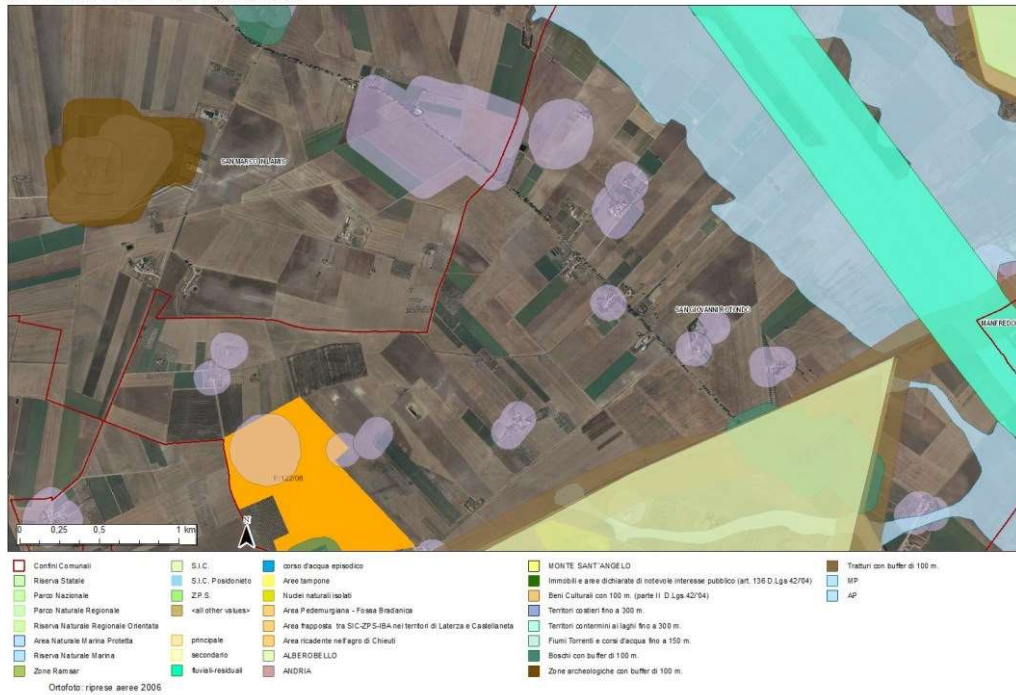 SAN MARCO IN LAMIS
SAN GIOVANNI ROTONDO
MANFREDO
F/122/08
0 0,25 0,5 1 km
N
Confini Comunali
Riserva Statale
Parco Nazionale
Parco Naturale Regionale
Riserva Naturale Regionale Orientata
Area Naturale Marina Protetta
Riserva Naturale Marina
Zone Ramsar
S.I.C.
S.I.C. Posidonieto
Z.P.S.
<all other values>
principale
secondario
fluviali-residuali
corso d'acqua episodico
Aree tampone
Nuclei naturali isolati
Area Pedemurgiana - Fossa Bradanica
Area frapposta tra SIC-ZPS-IBA nei territori di Laterza e Castellaneta
Area ricadente nell'agro di Chieuti
ALBEROBELLO
ANDRIA
MONTE SANT'ANGELO
Immobili e aree dichiarate di notevole interesse pubblico (art. 136 D.Lgs 42/04)
Beni Culturali con 100 m. (parte II D.Lgs.42/04)
Territori costieri fino a 300 m.
Territori contermini ai laghi fino a 300 m.
Fiumi Torrenti e corsi d'acqua fino a 150 m.
Boschi con buffer di 100 m.
Zone archeologiche con buffer di 100 m.
Tratturi con buffer di 100 m.
MP
AP
Ortofoto: riprese aeree 2006